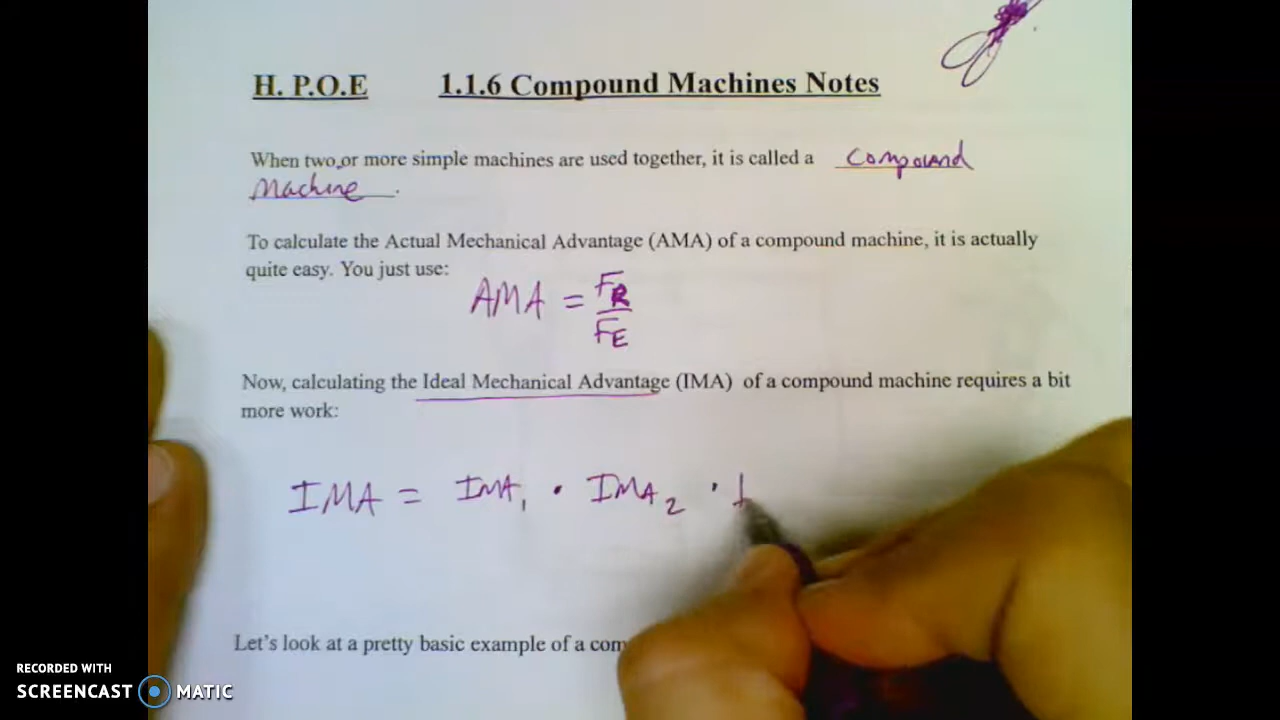 H. P.O.E 1.1.6 Compound Machines Notes
When two or more simple machines are used together, it is called a Compound
Machine.
To calculate the Actual Mechanical Advantage (AMA) of a compound machine, it is actually
quite easy. You just use:
AMA = FR
FE
Now, calculating the Ideal Mechanical Advantage (IMA) of a compound machine requires a bit
more work:
IMA = IMA1 · IMA2 ·
Let's look at a pretty basic example of a
RECORDED WITH
SCREENCAST MATIC